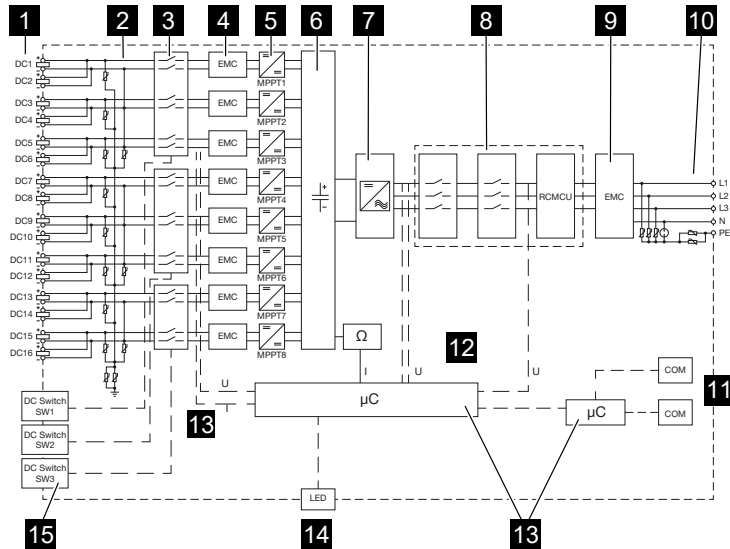 1 2 3 4 5 6 7 8 9 10
DC1
DC2
DC3
DC4
DC5
DC6
DC7
DC8
DC9
DC10
DC11
DC12
DC13
DC14
DC15
DC16
EMC
MPPT1
EMC
MPPT2
EMC
MPPT3
EMC
MPPT4
EMC
MPPT5
EMC
MPPT6
EMC
MPPT7
EMC
MPPT8
RCMCU
EMC
L1
L2
L3
N
PE
Ω
I
U
U
U
12
µC
µC
COM
COM
11
13
DC Switch
SW1
DC Switch
SW2
DC Switch
SW3
LED
15
14
13